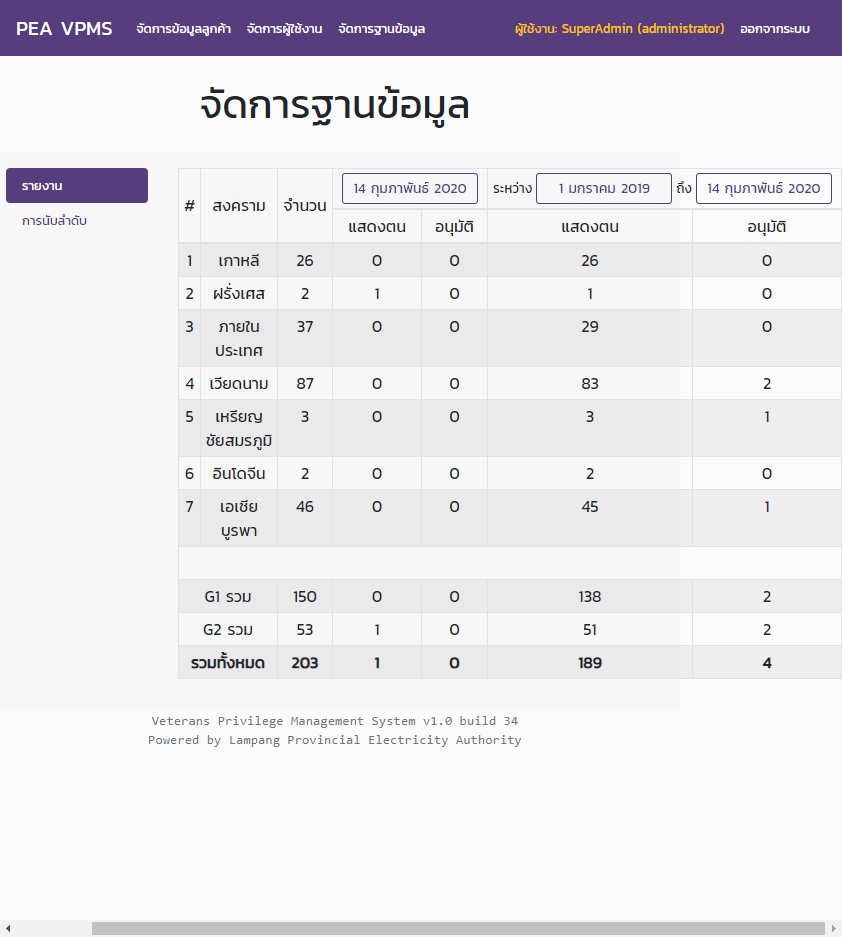 PEA VPMS จัดการข้อมูลลูกค้า จัดการผู้ใช้งาน จัดการฐานข้อมูล ผู้ใช้งาน: SuperAdmin (administrator) ออกจากระบบ
จัดการฐานข้อมูล
รายงาน
การนับลำดับ
# สงคราม จำนวน 14 กุมภาพันธ์ 2020 ระหว่าง 1 มกราคม 2019 ถึง 14 กุมภาพันธ์ 2020
แสดงตน อนุมัติ แสดงตน อนุมัติ
1 เกาหลี 26 0 0 26 0
2 ฝรั่งเศส 2 1 0 1 0
3 ภายใน 37 0 0 29 0
ประเทศ
4 เวียดนาม 87 0 0 83 2
5 เหรียญ 3 0 0 3 1
ชัยสมรภูมิ
6 อินโดจีน 2 0 0 2 0
7 เอเชีย 46 0 0 45 1
บูรพา
G1 รวม 150 0 0 138 2
G2 รวม 53 1 0 51 2
รวมทั้งหมด 203 1 0 189 4
Veterans Privilege Management System v1.0 build 34
Powered by Lampang Provincial Electricity Authority